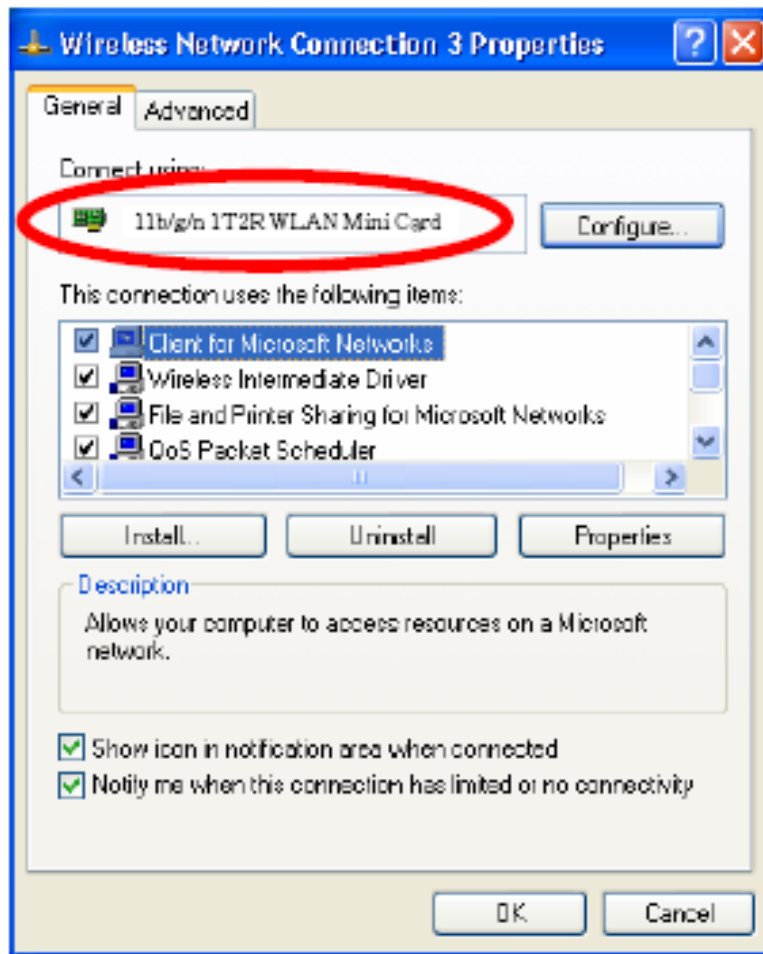 Wireless Network Connection 3 Properties
General Advanced
Connect using:
11b/g/n 1T2R WLAN Mini Card Configure...
This connection uses the following items:
Client for Microsoft Networks
Wireless Intermediate Driver
File and Printer Sharing for Microsoft Networks
QoS Packet Scheduler
Install... Uninstall Properties
Description
Allows your computer to access resources on a Microsoft
network.
Show icon in notification area when connected
Notify me when this connection has limited or no connectivity
OK Cancel